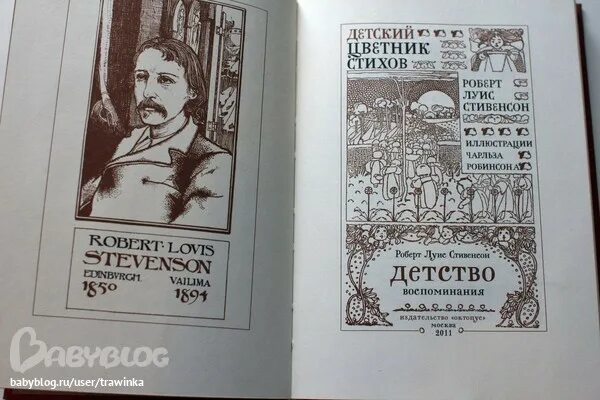 ROBERT LOVIS
STEVENSON
EDINBVRGH. VAILIMA
1850 1894
ДЕТСКИЙ
ЦВЕТНИК
СТИХОВ
РОБЕРТ
ЛУИС
СТИВЕНСОН
ИЛЛЮСТРАЦИИ
ЧАРЛЬЗА
РОБИНСОНА
Роберт Луис Стивенсон
ДЕТСТВО
ВОСПОМИНАНИЯ
ИЗДАТЕЛЬСТВО «ОКТОПУС»
МОСКВА
2011
BABYBLOG
babyblog.ru/user/trawinka